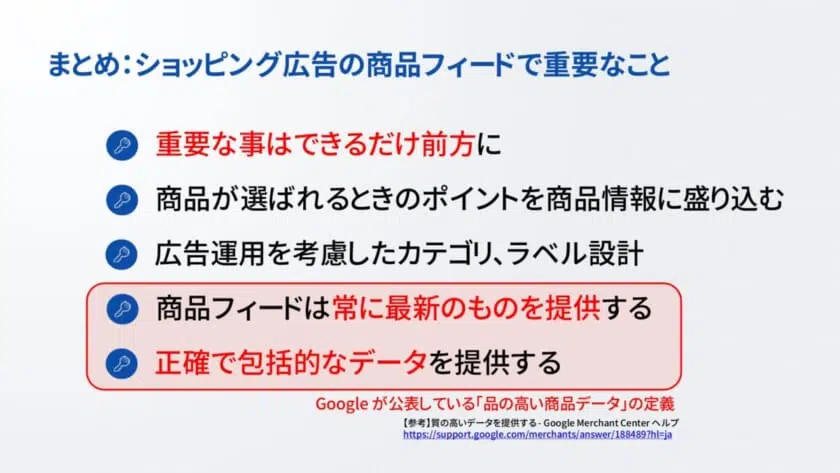 まとめ：ショッピング広告の商品フィードで重要なこと
重要な事はできるだけ前方に
商品が選ばれるときのポイントを商品情報に盛り込む
広告運用を考慮したカテゴリ、ラベル設計
商品フィードは常に最新のものを提供する
正確で包括的なデータを提供する
Google が公表している「品の高い商品データ」の定義
【参考】質の高いデータを提供する - Google Merchant Center ヘルプ
https://support.google.com/merchants/answer/188489?hl=ja